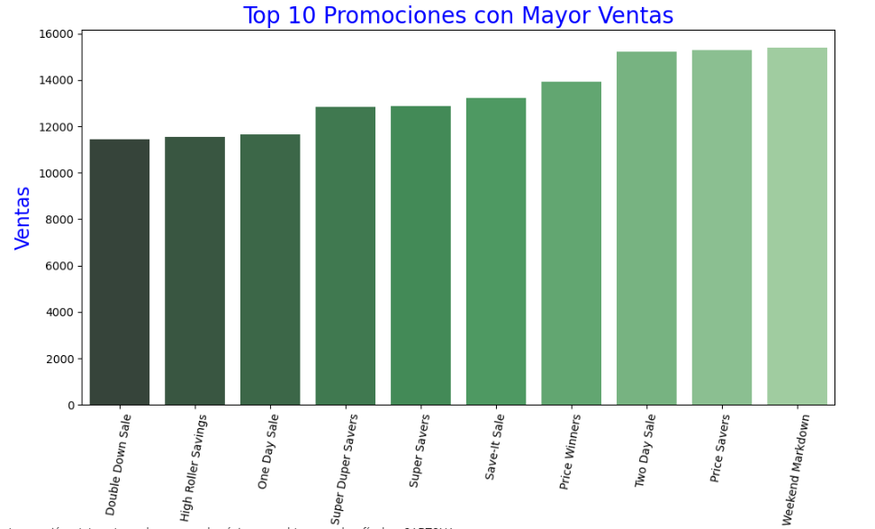 Top 10 Promociones con Mayor Ventas
16000
14000
12000
10000
8000
6000
4000
2000
0
Ventas
Double Down Sale
High Roller Savings
One Day Sale
Super Duper Savers
Super Savers
Save-It Sale
Price Winners
Two Day Sale
Price Savers
Weekend Markdown